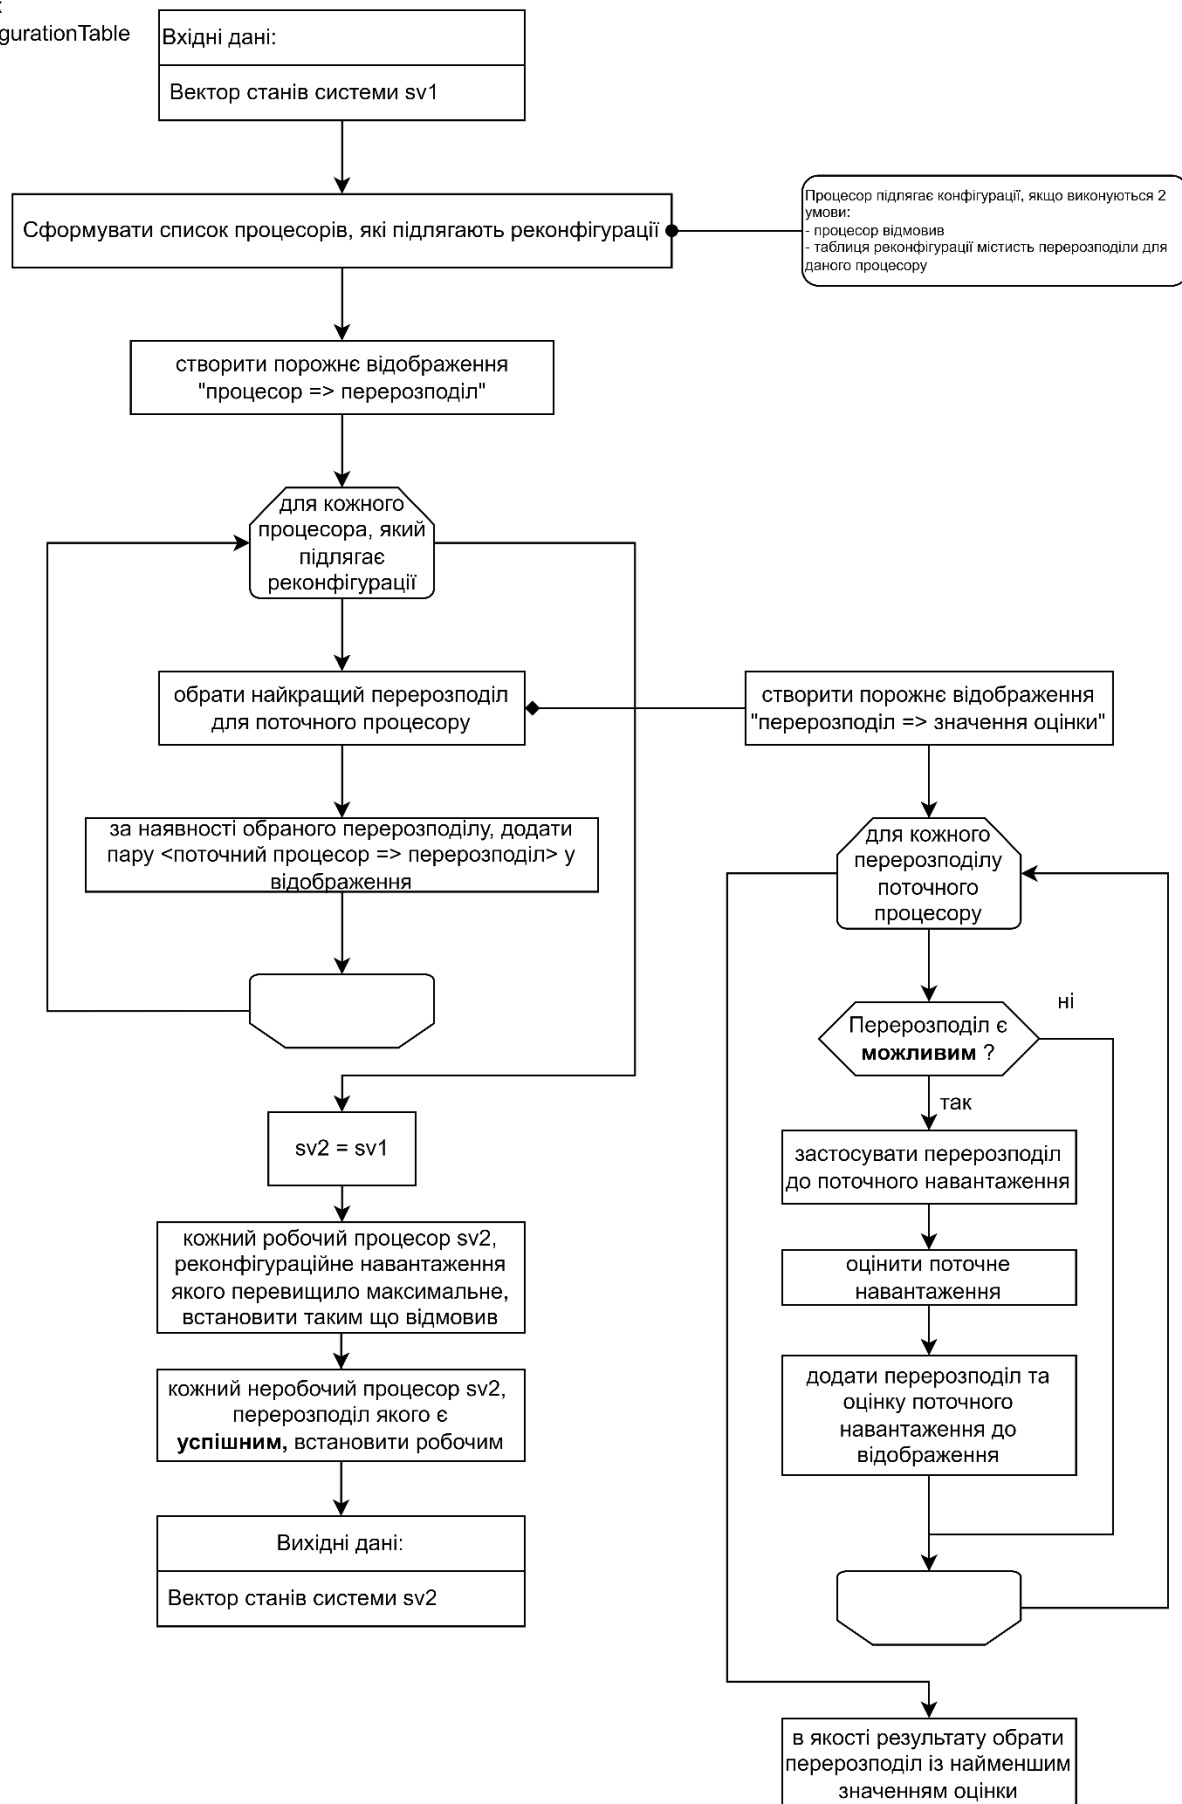 gurationTable
Вхідні дані:
Вектор станів системи sv1
Сформувати список процесорів, які підлягають реконфігурації
Процесор підлягає конфігурації, якщо виконуються 2
умови:
- процесор відмовив
- таблиця реконфігурації містисть перерозподіли для
даного процесору
створити порожнє відображення
"процесор => перерозподіл"
для кожного
процесора, який
підлягає
реконфігурації
обрати найкращий перерозподіл
для поточного процесору
за наявності обраного перерозподілу, додати
пару <поточний процесор => перерозподіл> у
відображення
sv2 = sv1
кожний робочий процесор sv2,
реконфігураційне навантаження
якого перевищило максимальне,
встановити таким що відмовив
кожний неробочий процесор sv2,
перерозподіл якого є
успішним, встановити робочим
Вихідні дані:
Вектор станів системи sv2
створити порожнє відображення
"перерозподіл => значення оцінки"
для кожного
перерозподілу
поточного
процесору
Перерозподіл є
можливим ?
ні
так
застосувати перерозподіл
до поточного навантаження
оцінити поточне
навантаження
додати перерозподіл та
оцінку поточного
навантаження до
відображення
в якості результату обрати
перерозподіл із найменшим
значенням оцінки